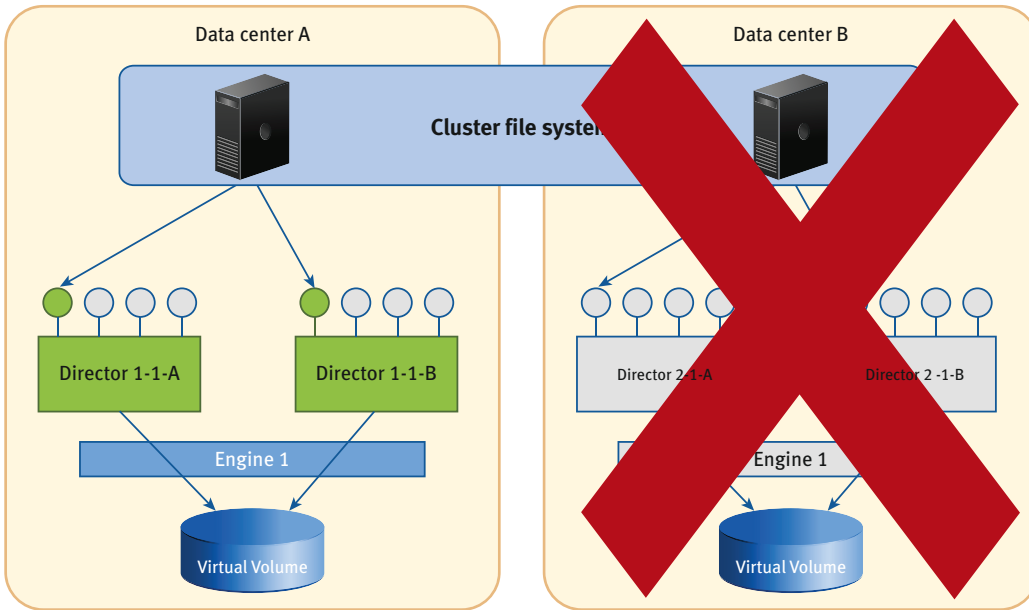 Data center A
Data center B
Cluster file system
Director 1-1-A
Director 1-1-B
Director 2-1-A
Director 2 -1-B
Engine 1
Engine 1
Virtual Volume
Virtual Volume